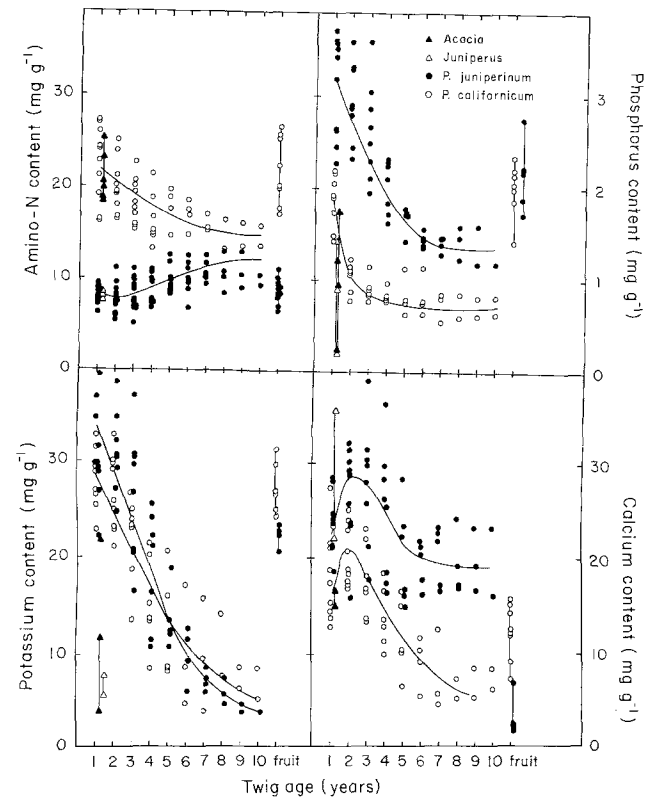 ▲ Acacia
△ Juniperus
● P. juniperinum
○ P. californicum
Amino-N content (mg g⁻¹)
30
20
10
0
Phosphorus content (mg g⁻¹)
3
2
1
0
Potassium content (mg g⁻¹)
30
20
10
0
Calcium content (mg g⁻¹)
30
20
10
0
1 2 3 4 5 6 7 8 9 10 fruit
1 2 3 4 5 6 7 8 9 10 fruit
Twig age (years)